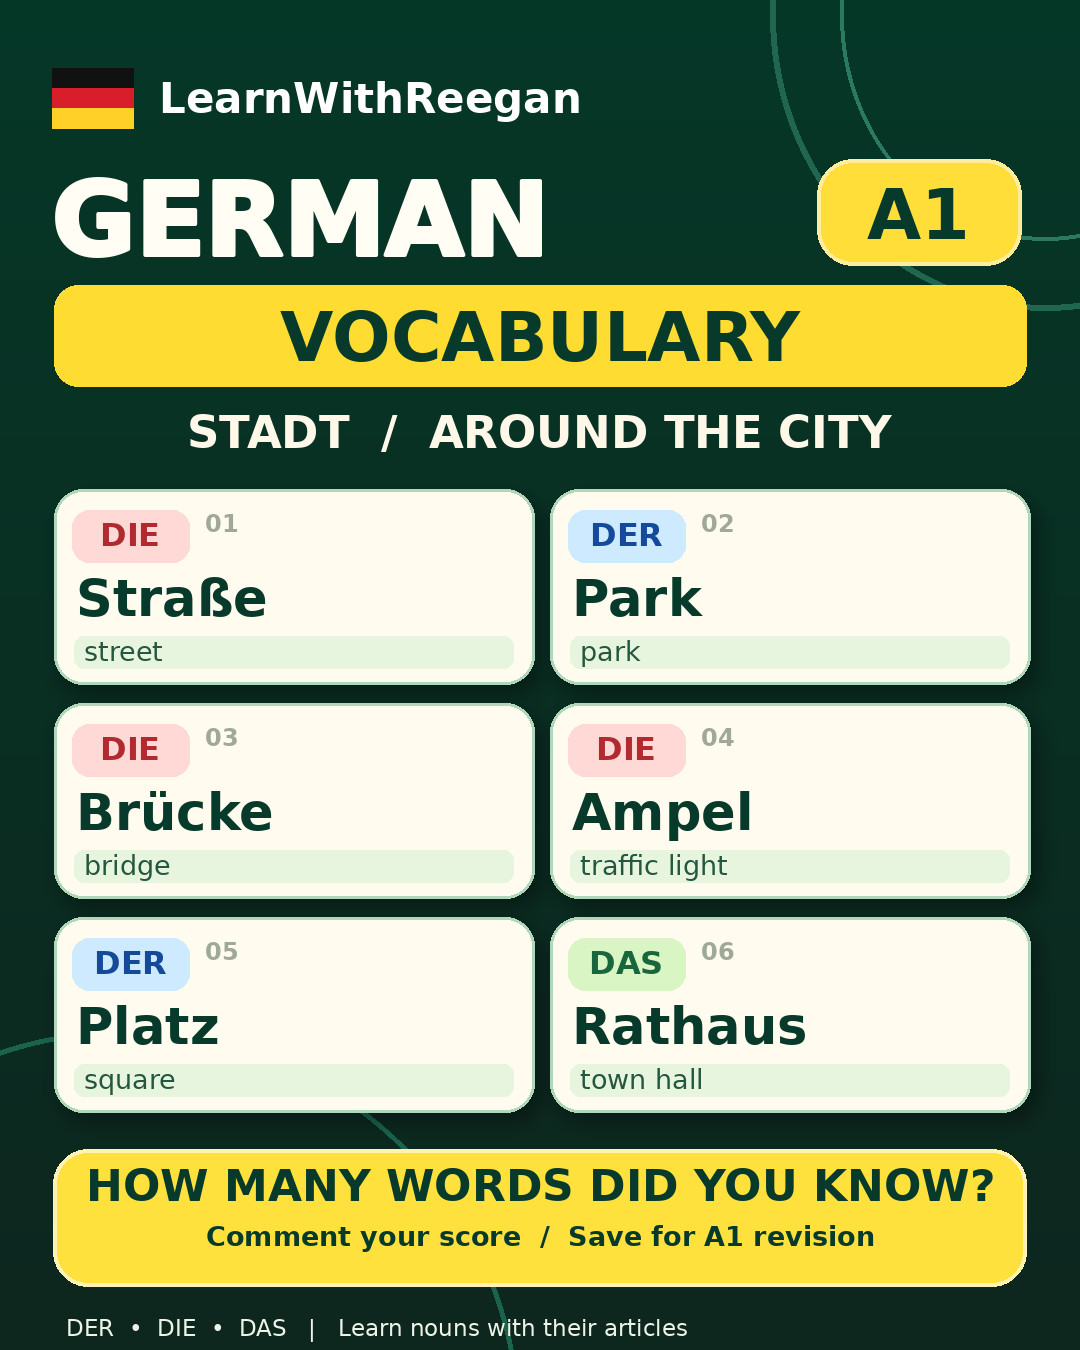 LearnWithReegan
GERMAN
A1
VOCABULARY
STADT / AROUND THE CITY
DIE 01
Straße
street
DER 02
Park
park
DIE 03
Brücke
bridge
DIE 04
Ampel
traffic light
DER 05
Platz
square
DAS 06
Rathaus
town hall
HOW MANY WORDS DID YOU KNOW?
Comment your score / Save for A1 revision
DER • DIE • DAS | Learn nouns with their articles